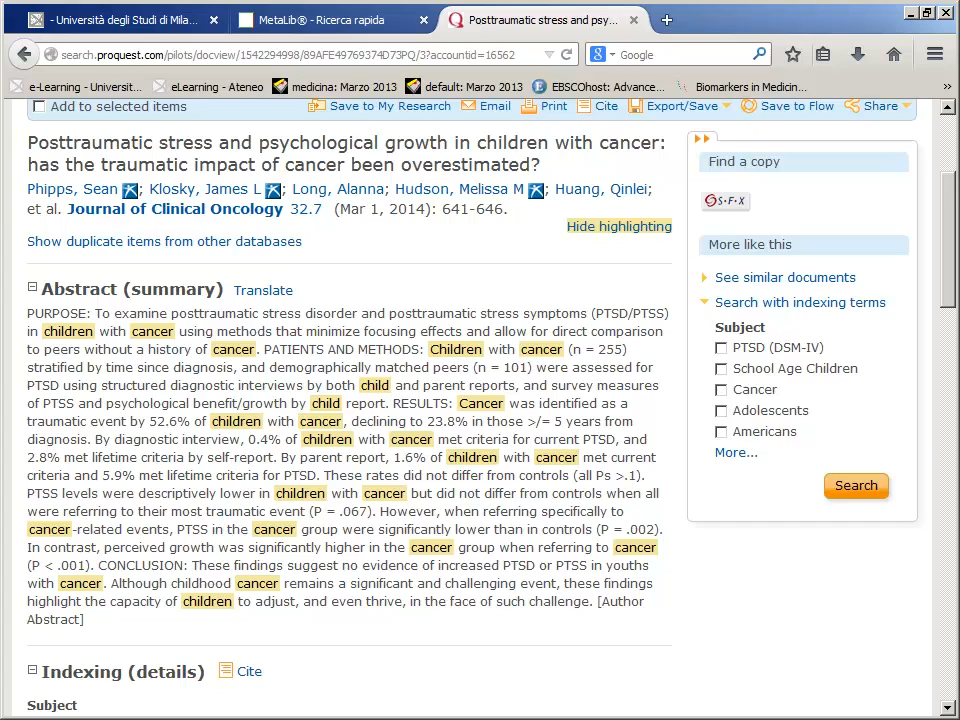 - Università degli Studi di Mila...
MetaLib® - Ricerca rapida
Posttraumatic stress and psy...
search.proquest.com/pilots/docview/1542294998/89AFE49769374D73PQ/3?accountid=16562
Google
e-Learning - Universit...
eLearning - Ateneo
medicina: Marzo 2013
default: Marzo 2013
EBSCOhost: Advance...
Biomarkers in Medicin...
Add to selected items
Save to My Research
Email
Print
Cite
Export/Save
Save to Flow
Share
Posttraumatic stress and psychological growth in children with cancer:
has the traumatic impact of cancer been overestimated?
Phipps, Sean; Klosky, James L; Long, Alanna; Hudson, Melissa M; Huang, Qinlei;
et al. Journal of Clinical Oncology 32.7 (Mar 1, 2014): 641-646.
Hide highlighting
Show duplicate items from other databases
Abstract (summary) Translate
PURPOSE: To examine posttraumatic stress disorder and posttraumatic stress symptoms (PTSD/PTSS)
in children with cancer using methods that minimize focusing effects and allow for direct comparison
to peers without a history of cancer. PATIENTS AND METHODS: Children with cancer (n = 255)
stratified by time since diagnosis, and demographically matched peers (n = 101) were assessed for
PTSD using structured diagnostic interviews by both child and parent reports, and survey measures
of PTSS and psychological benefit/growth by child report. RESULTS: Cancer was identified as a
traumatic event by 52.6% of children with cancer, declining to 23.8% in those >/= 5 years from
diagnosis. By diagnostic interview, 0.4% of children with cancer met criteria for current PTSD, and
2.8% met lifetime criteria by self-report. By parent report, 1.6% of children with cancer met current
criteria and 5.9% met lifetime criteria for PTSD. These rates did not differ from controls (all Ps >.1).
PTSS levels were descriptively lower in children with cancer but did not differ from controls when all
were referring to their most traumatic event (P = .067). However, when referring specifically to
cancer-related events, PTSS in the cancer group were significantly lower than in controls (P = .002).
In contrast, perceived growth was significantly higher in the cancer group when referring to cancer
(P < .001). CONCLUSION: These findings suggest no evidence of increased PTSD or PTSS in youths
with cancer. Although childhood cancer remains a significant and challenging event, these findings
highlight the capacity of children to adjust, and even thrive, in the face of such challenge. [Author
Abstract]
Indexing (details) Cite
Subject
Find a copy
S·F·X
More like this
See similar documents
Search with indexing terms
Subject
PTSD (DSM-IV)
School Age Children
Cancer
Adolescents
Americans
More...
Search